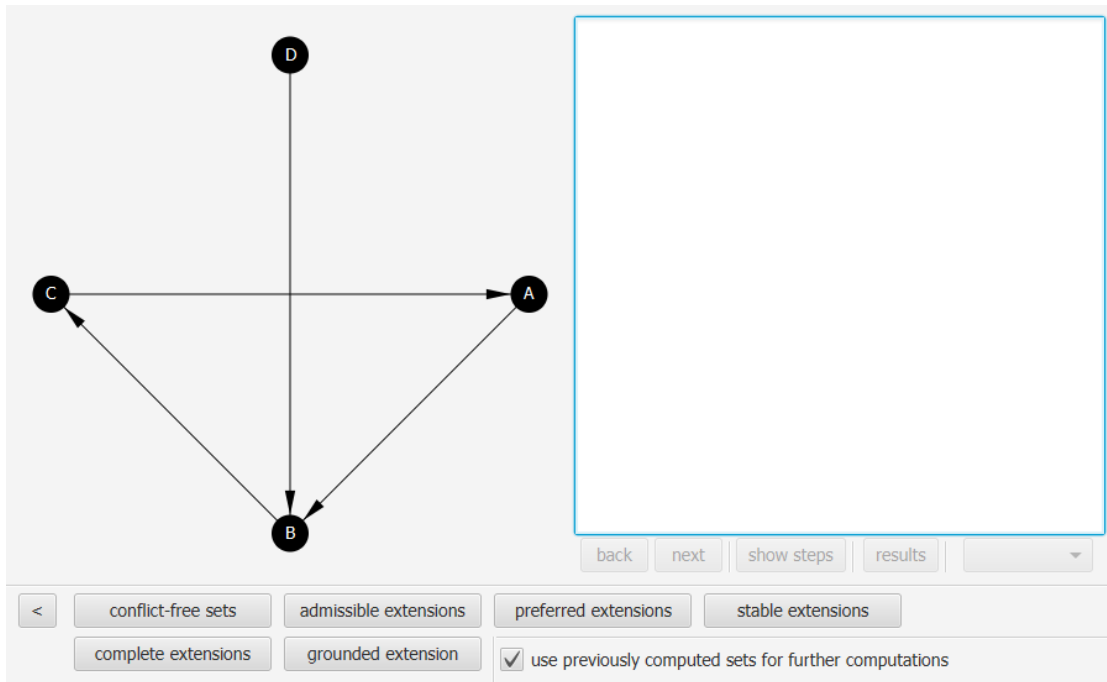 D
C
A
B
back next show steps results
< conflict-free sets admissible extensions preferred extensions stable extensions
complete extensions grounded extension use previously computed sets for further computations